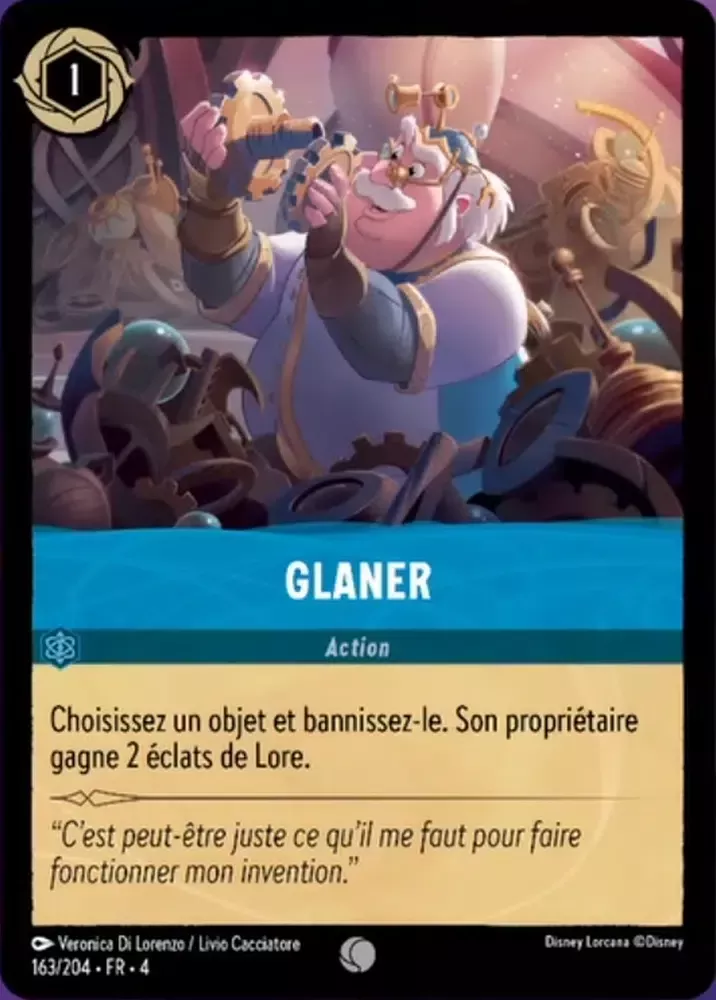 1
GLANER
Action
Choisissez un objet et bannissez-le. Son propriétaire
gagne 2 éclats de Lore.
“C'est peut-être juste ce qu'il me faut pour faire
fonctionner mon invention.”
Veronica Di Lorenzo / Livio Cacciatore
Disney Lorcana ©Disney
163/204 • FR • 4